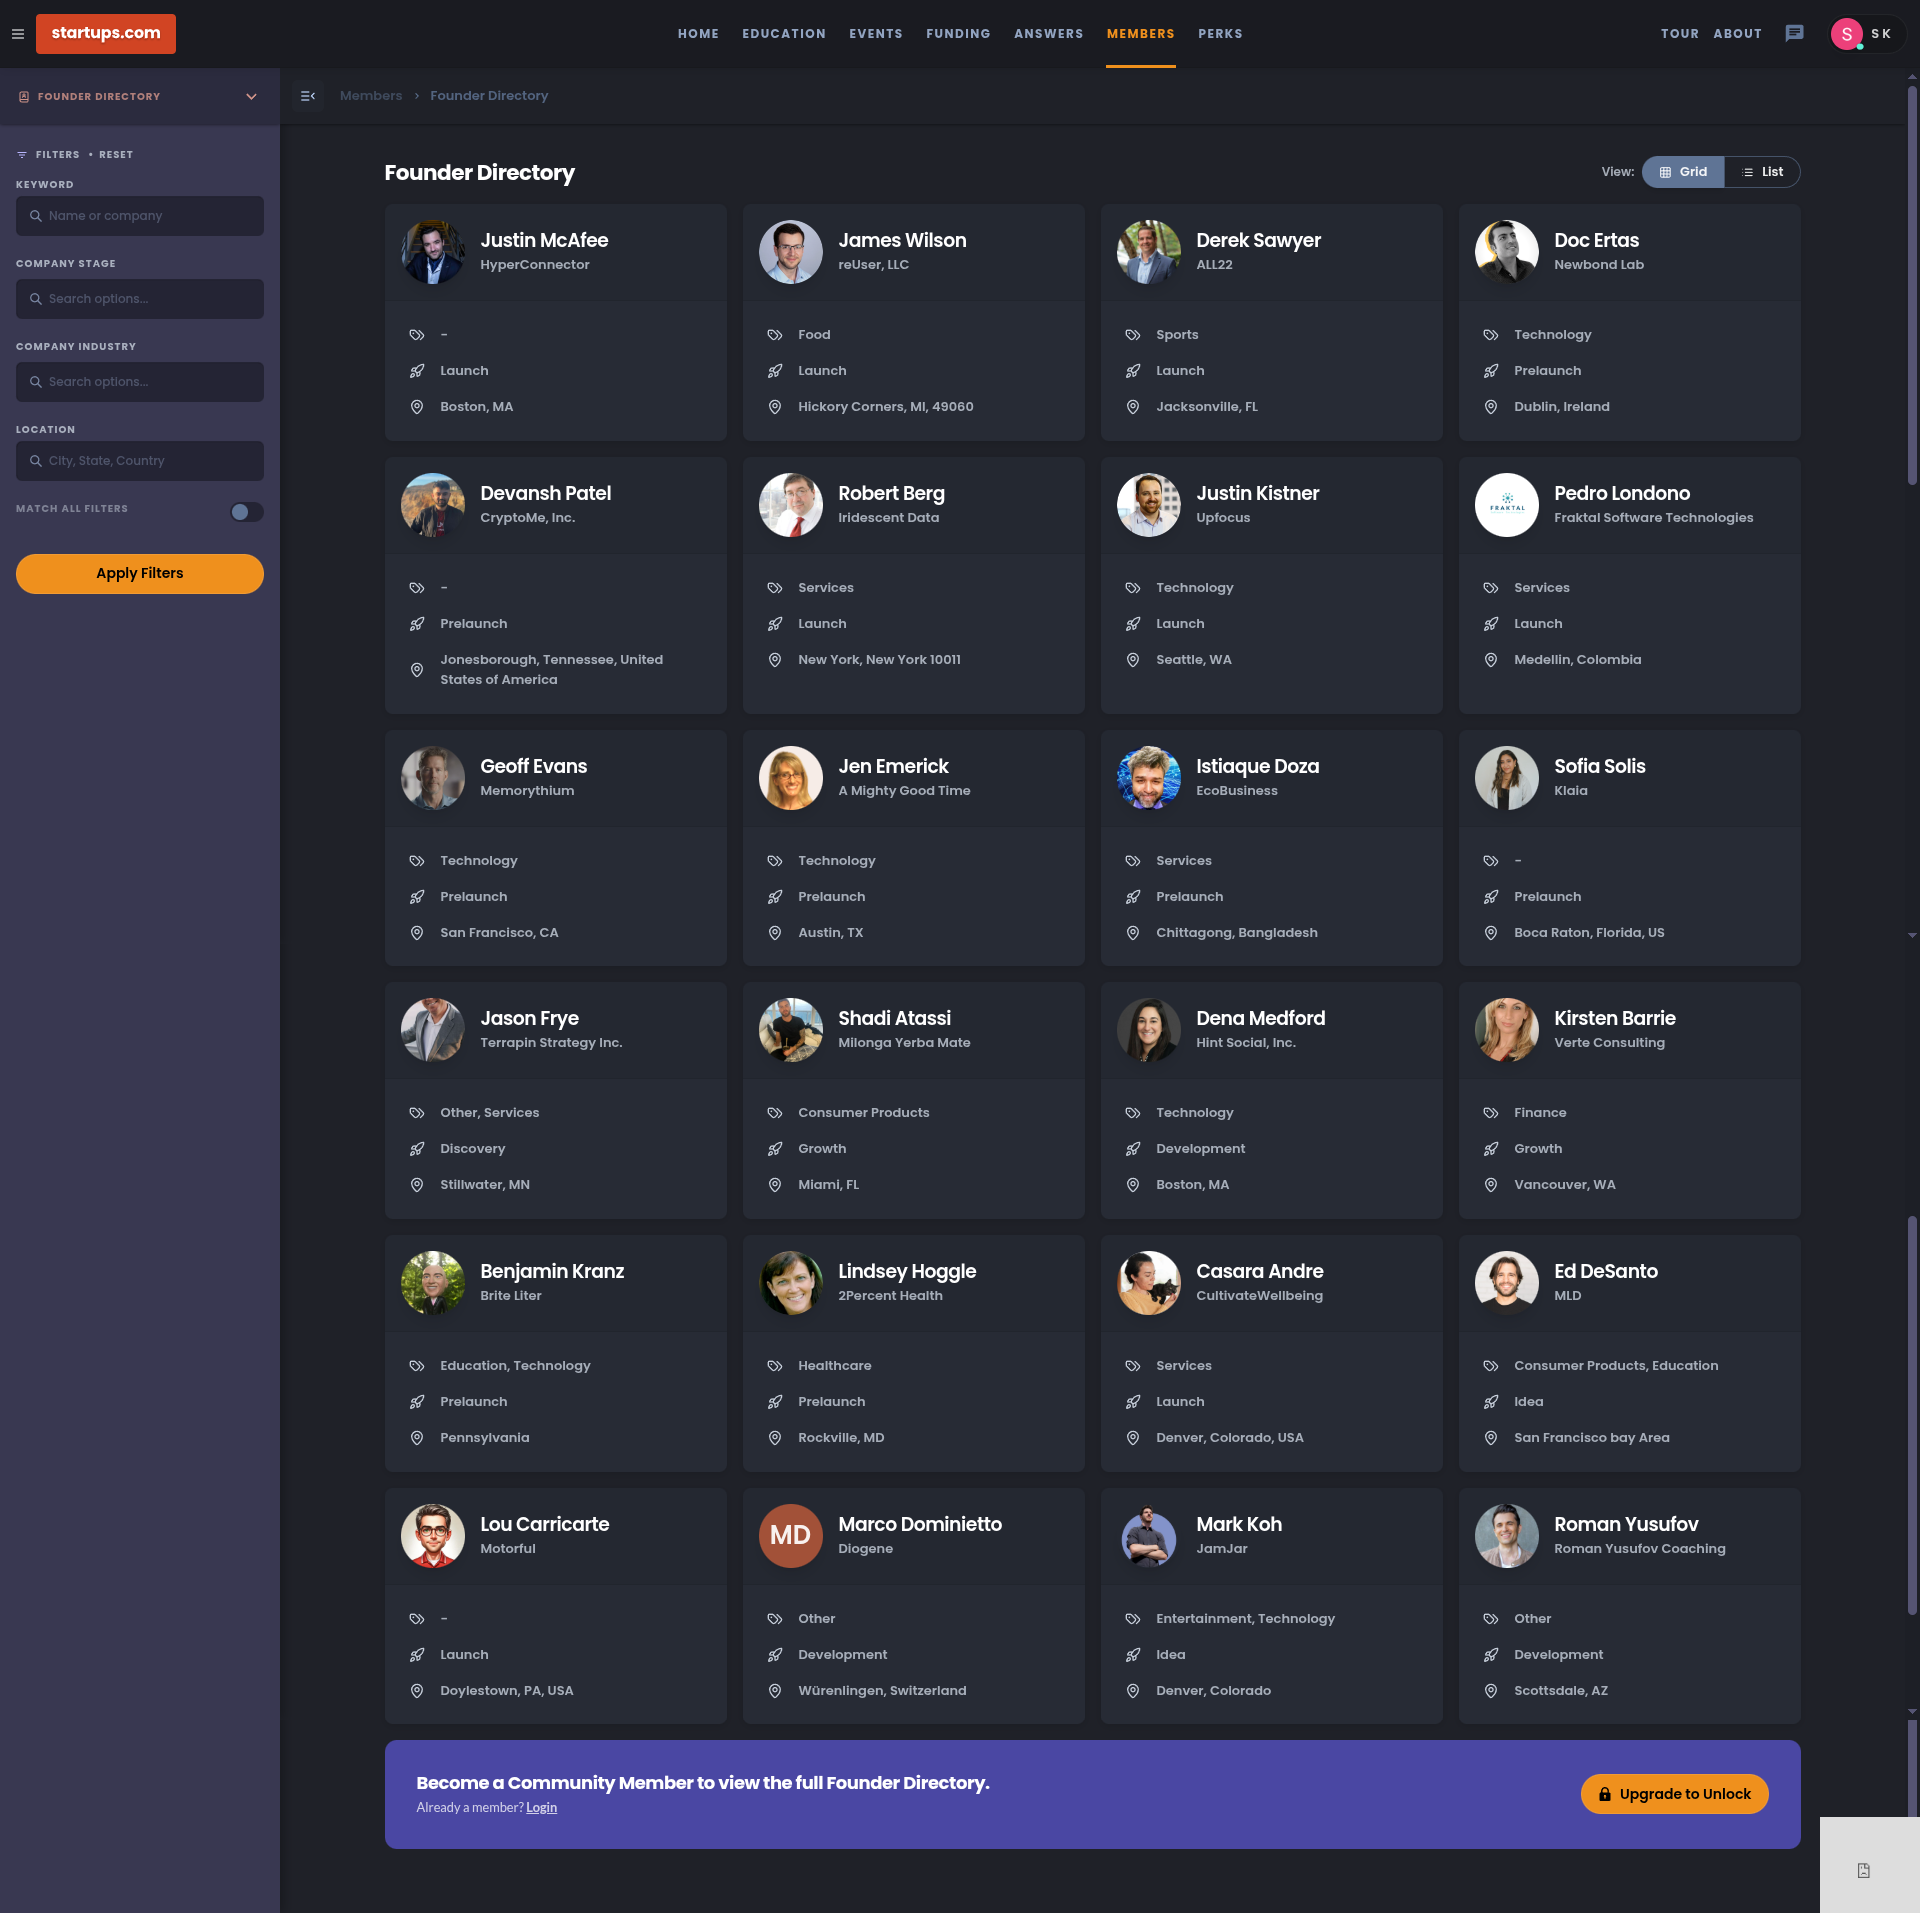 startups.com
HOME EDUCATION EVENTS FUNDING ANSWERS MEMBERS PERKS
TOUR ABOUT S S K
FOUNDER DIRECTORY
Members › Founder Directory
FILTERS • RESET
KEYWORD
Name or company
COMPANY STAGE
Search options...
COMPANY INDUSTRY
Search options...
LOCATION
City, State, Country
MATCH ALL FILTERS
Apply Filters
Founder Directory
View: Grid List
Justin McAfee
HyperConnector
-
Launch
Boston, MA
James Wilson
reUser, LLC
Food
Launch
Hickory Corners, MI, 49060
Derek Sawyer
ALL22
Sports
Launch
Jacksonville, FL
Doc Ertas
Newbond Lab
Technology
Prelaunch
Dublin, Ireland
Devansh Patel
CryptoMe, Inc.
-
Prelaunch
Jonesborough, Tennessee, United
States of America
Robert Berg
Iridescent Data
Services
Launch
New York, New York 10011
Justin Kistner
Upfocus
Technology
Launch
Seattle, WA
FRAKTAL
Pedro Londono
Fraktal Software Technologies
Services
Launch
Medellin, Colombia
Geoff Evans
Memorythium
Technology
Prelaunch
San Francisco, CA
Jen Emerick
A Mighty Good Time
Technology
Prelaunch
Austin, TX
Istiaque Doza
EcoBusiness
Services
Prelaunch
Chittagong, Bangladesh
Sofia Solis
Klaia
-
Prelaunch
Boca Raton, Florida, US
Jason Frye
Terrapin Strategy Inc.
Other, Services
Discovery
Stillwater, MN
Shadi Atassi
Milonga Yerba Mate
Consumer Products
Growth
Miami, FL
Dena Medford
Hint Social, Inc.
Technology
Development
Boston, MA
Kirsten Barrie
Verte Consulting
Finance
Growth
Vancouver, WA
Benjamin Kranz
Brite Liter
Education, Technology
Prelaunch
Pennsylvania
Lindsey Hoggle
2Percent Health
Healthcare
Prelaunch
Rockville, MD
Casara Andre
CultivateWellbeing
Services
Launch
Denver, Colorado, USA
Ed DeSanto
MLD
Consumer Products, Education
Idea
San Francisco bay Area
Lou Carricarte
Motorful
-
Launch
Doylestown, PA, USA
MD
Marco Dominietto
Diogene
Other
Development
Würenlingen, Switzerland
Mark Koh
JamJar
Entertainment, Technology
Idea
Denver, Colorado
Roman Yusufov
Roman Yusufov Coaching
Other
Development
Scottsdale, AZ
Become a Community Member to view the full Founder Directory.
Already a member? Login
Upgrade to Unlock